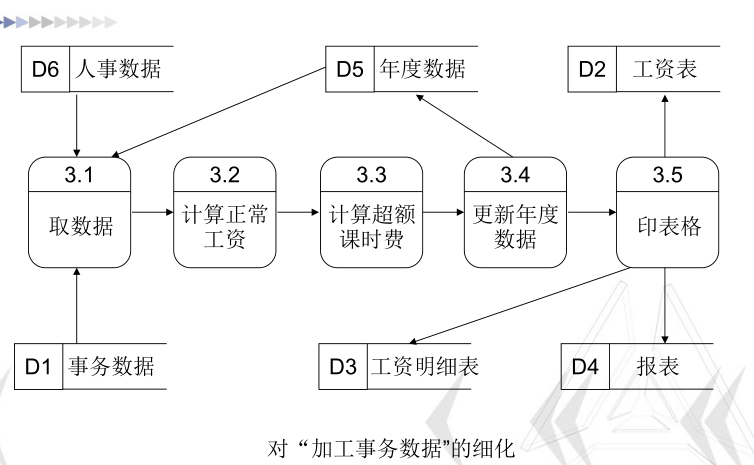 D6 人事数据
D5 年度数据
D2 工资表
3.1
取数据
3.2
计算正常
工资
3.3
计算超额
课时费
3.4
更新年度
数据
3.5
印表格
D1 事务数据
D3 工资明细表
D4 报表
对“加工事务数据”的细化